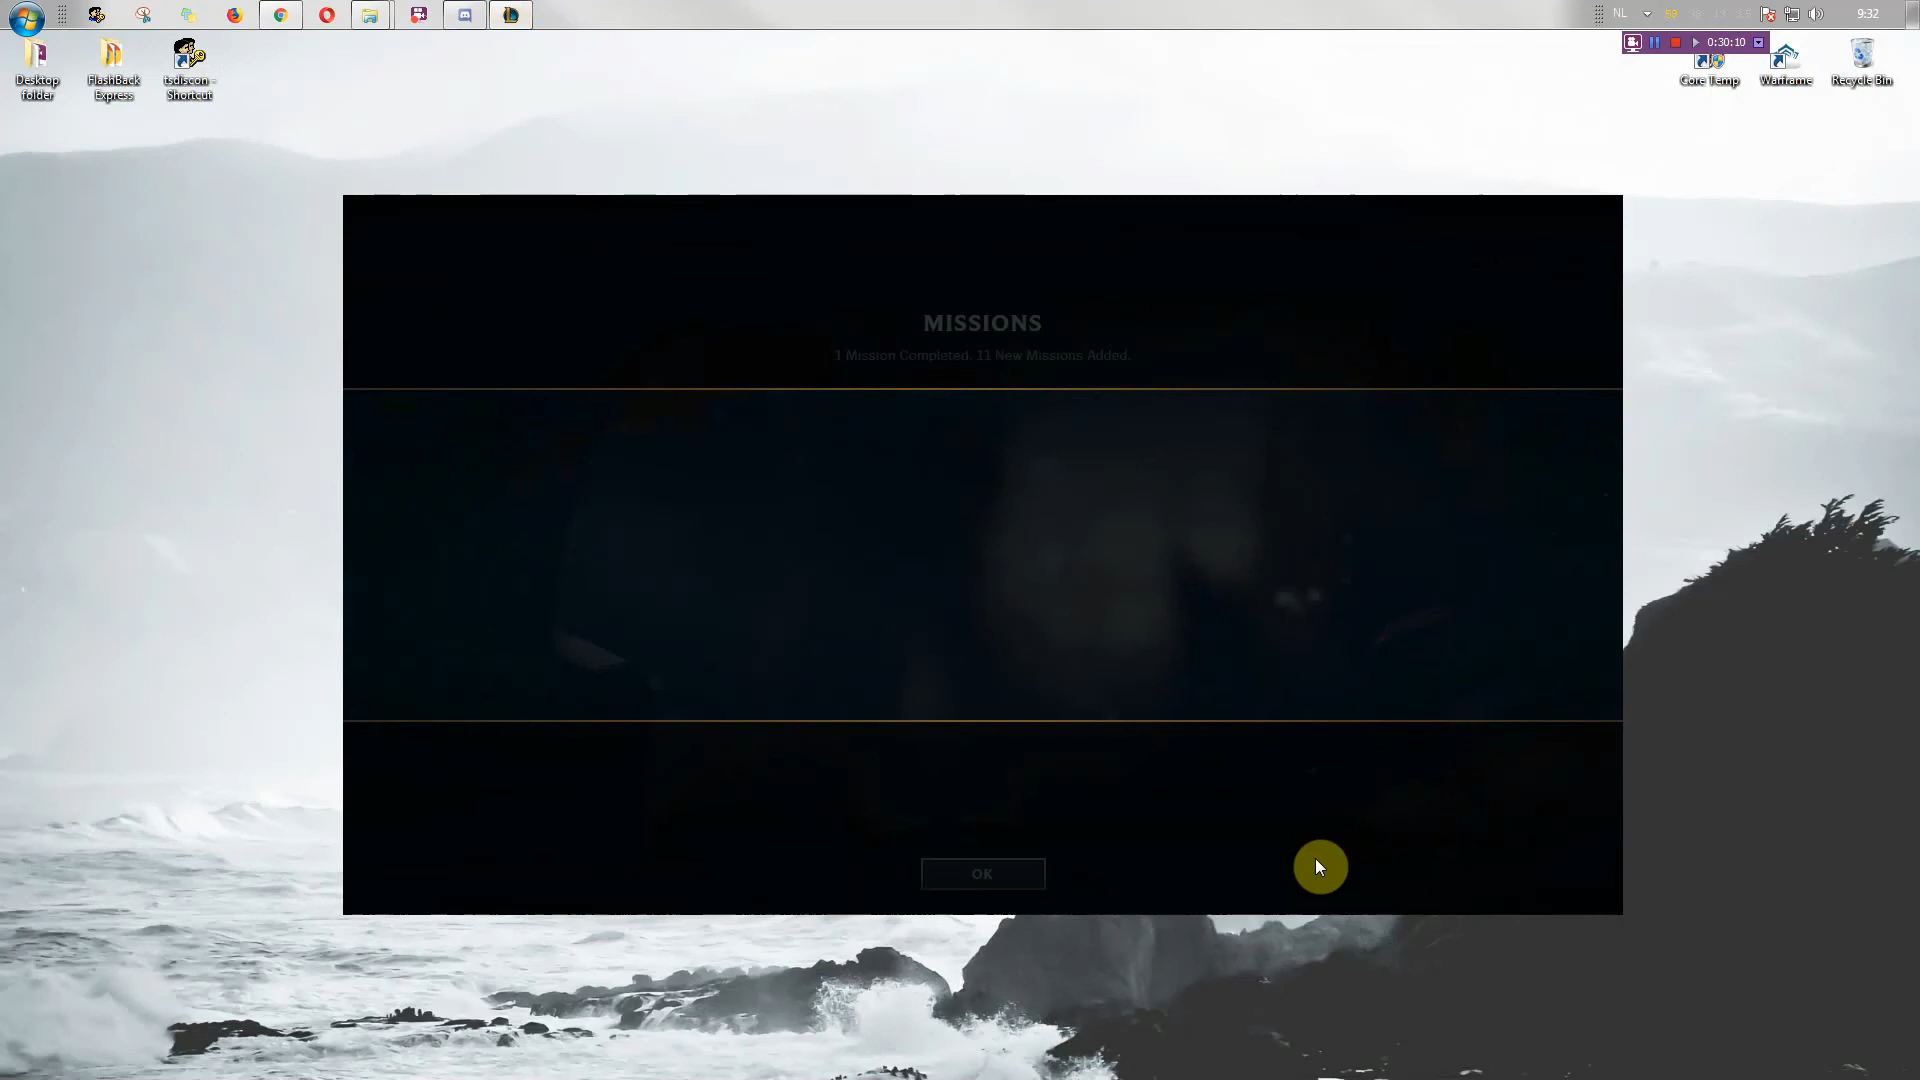 NL
9:32
0:30:10
Desktop
folder
FlashBack
Express
tsdiscon -
Shortcut
Core Temp
Warframe
Recycle Bin
MISSIONS
1 Mission Completed. 11 New Missions Added.
OK